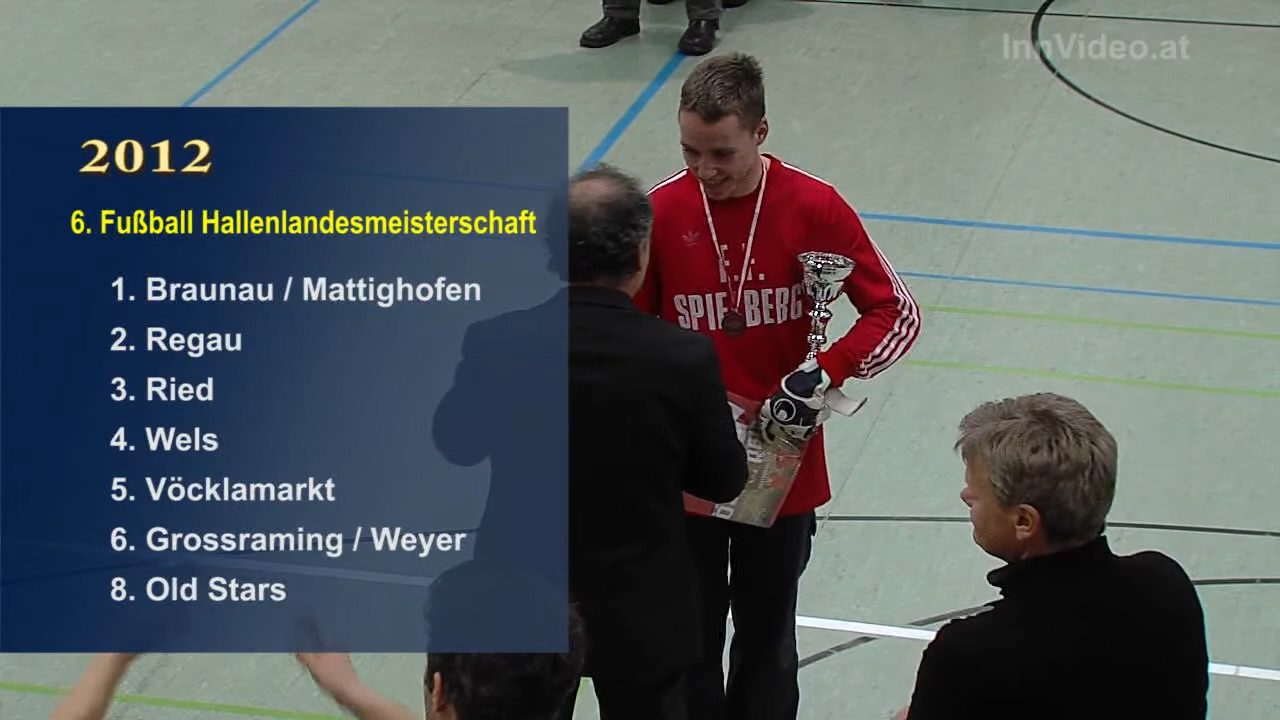 InnVideo.at
2012
6. Fußball Hallenlandesmeisterschaft
1. Braunau / Mattighofen
2. Regau
3. Ried
4. Wels
5. Vöcklamarkt
6. Grossraming / Weyer
8. Old Stars